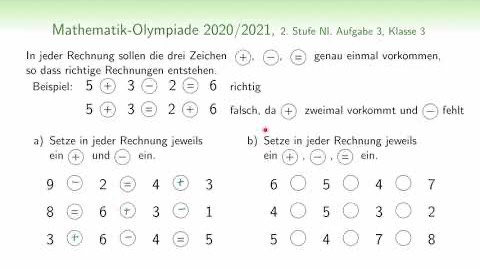 Mathematik-Olympiade 2020/2021, 2. Stufe NI. Aufgabe 3, Klasse 3
In jeder Rechnung sollen die drei Zeichen ⊕, ⊖, ⊜ genau einmal vorkommen,
so dass richtige Rechnungen entstehen.
Beispiel: 5 ⊕ 3 ⊖ 2 ⊜ 6 richtig
5 ⊕ 3 ⊜ 2 ⊕ 6 falsch, da ⊕ zweimal vorkommt und ⊖ fehlt
a) Setze in jeder Rechnung jeweils
ein ⊕ und ⊖ ein.
9 ⊖ 2 ⊜ 4 ⊕ 3
8 ⊜ 6 ⊕ 3 ⊖ 1
3 ⊕ 6 ⊖ 4 ⊜ 5
b) Setze in jeder Rechnung jeweils
ein ⊕, ⊖, ⊜ ein.
6 ◯ 5 ◯ 4 ◯ 7
4 ◯ 5 ◯ 3 ◯ 2
5 ◯ 4 ◯ 7 ◯ 8